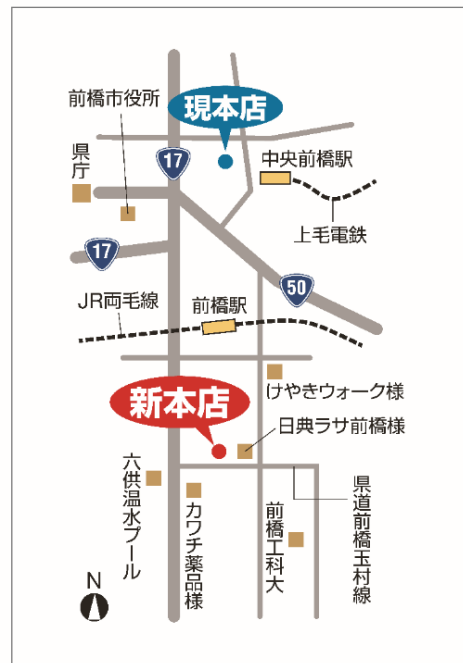 前橋市役所
現本店
県庁
17
中央前橋駅
上毛電鉄
17
50
JR両毛線
前橋駅
けやきウォーク様
新本店
日典ラサ前橋様
六供温水プール
カワチ薬品様
前橋工科大
県道前橋玉村線
N